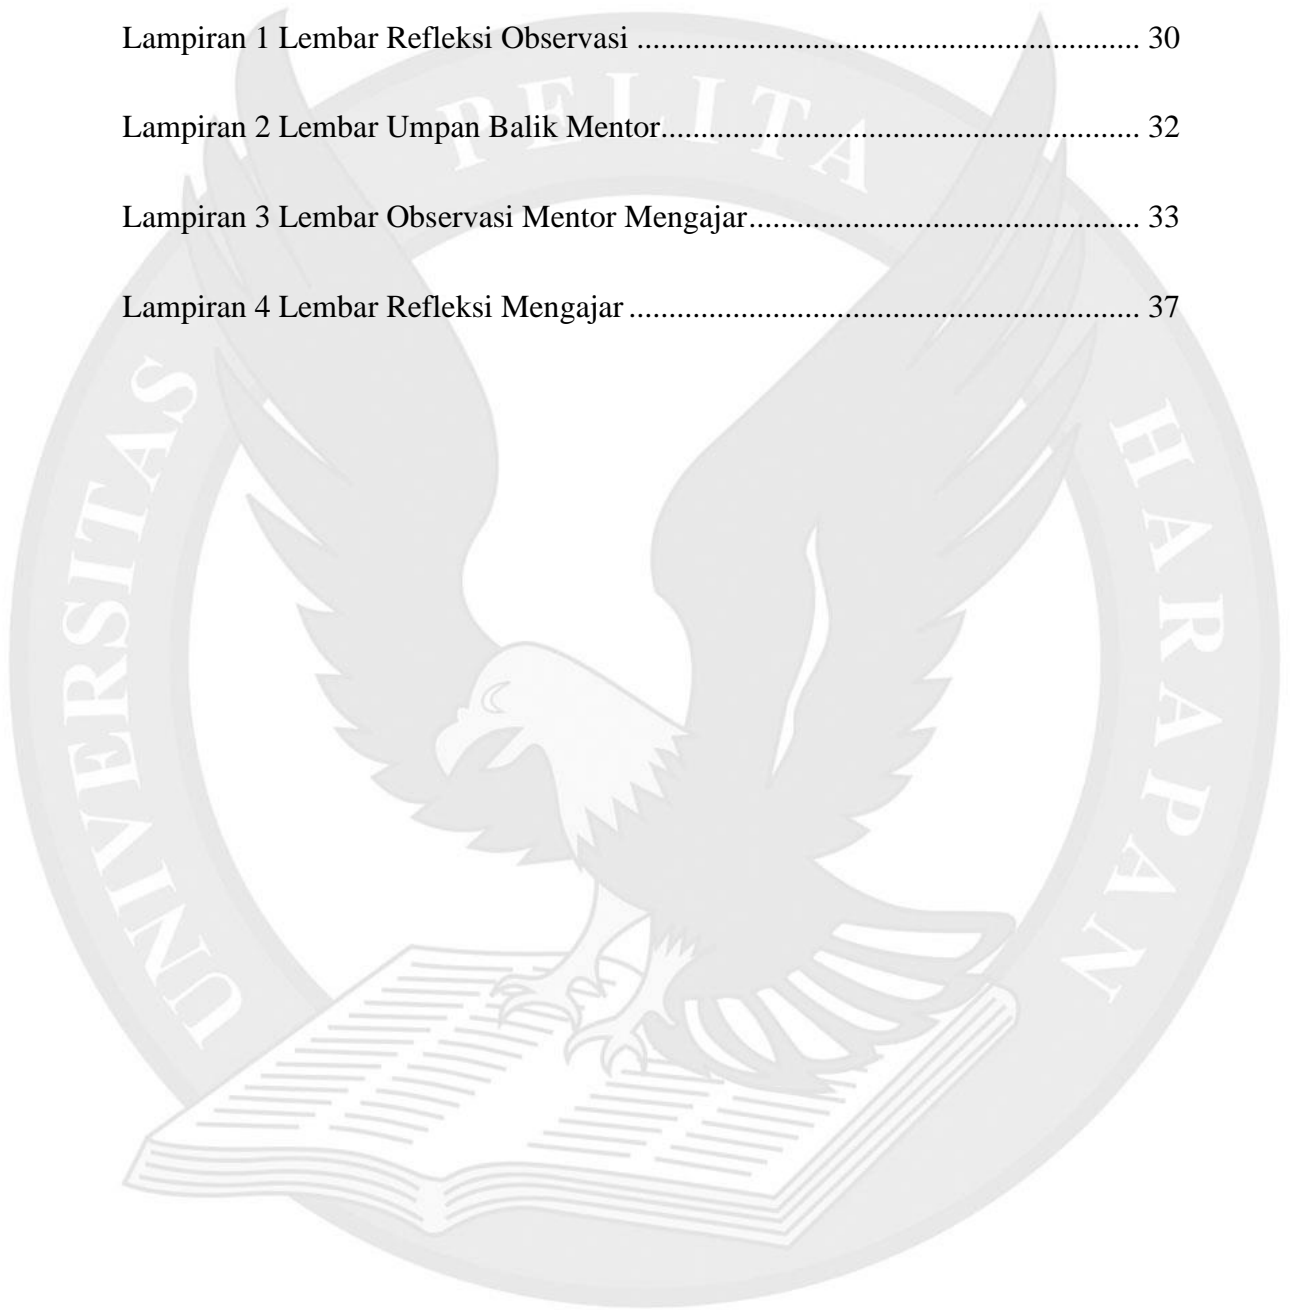 Lampiran 1 Lembar Refleksi Observasi ................................................................ 30
Lampiran 2 Lembar Umpan Balik Mentor............................................................. 32
Lampiran 3 Lembar Observasi Mentor Mengajar.................................................. 33
Lampiran 4 Lembar Refleksi Mengajar ................................................................. 37
UNIVERSITAS PELITA HARAPAN